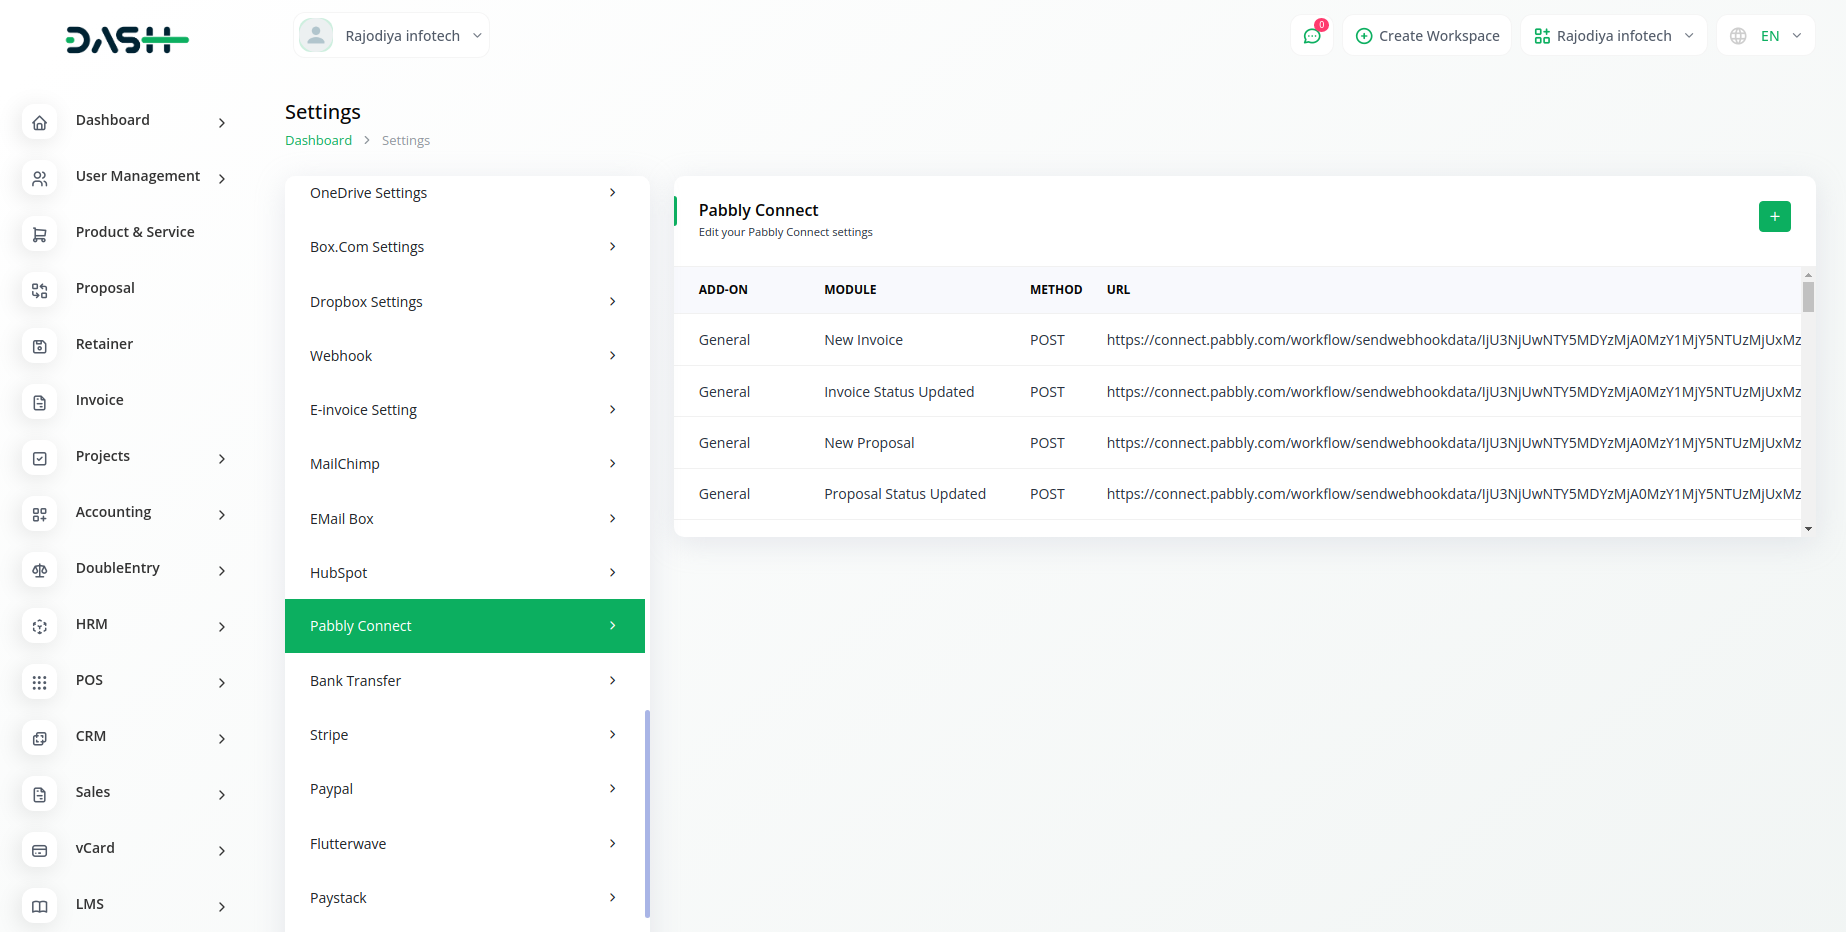 DASH
Rajodiya infotech
0
Create Workspace
Rajodiya infotech
EN
Dashboard
User Management
Product & Service
Proposal
Retainer
Invoice
Projects
Accounting
DoubleEntry
HRM
POS
CRM
Sales
vCard
LMS
Settings
Dashboard > Settings
OneDrive Settings
Box.Com Settings
Dropbox Settings
Webhook
E-invoice Setting
MailChimp
EMail Box
HubSpot
Pabbly Connect
Bank Transfer
Stripe
Paypal
Flutterwave
Paystack
Pabbly Connect
Edit your Pabbly Connect settings
ADD-ON MODULE METHOD URL
General New Invoice POST https://connect.pabbly.com/workflow/sendwebhookdata/IjU3NjUwNTY5MDYzMjA0MzY1MjY5NTUzMjUxMz
General Invoice Status Updated POST https://connect.pabbly.com/workflow/sendwebhookdata/IjU3NjUwNTY5MDYzMjA0MzY1MjY5NTUzMjUxMz
General New Proposal POST https://connect.pabbly.com/workflow/sendwebhookdata/IjU3NjUwNTY5MDYzMjA0MzY1MjY5NTUzMjUxMz
General Proposal Status Updated POST https://connect.pabbly.com/workflow/sendwebhookdata/IjU3NjUwNTY5MDYzMjA0MzY1MjY5NTUzMjUxMz